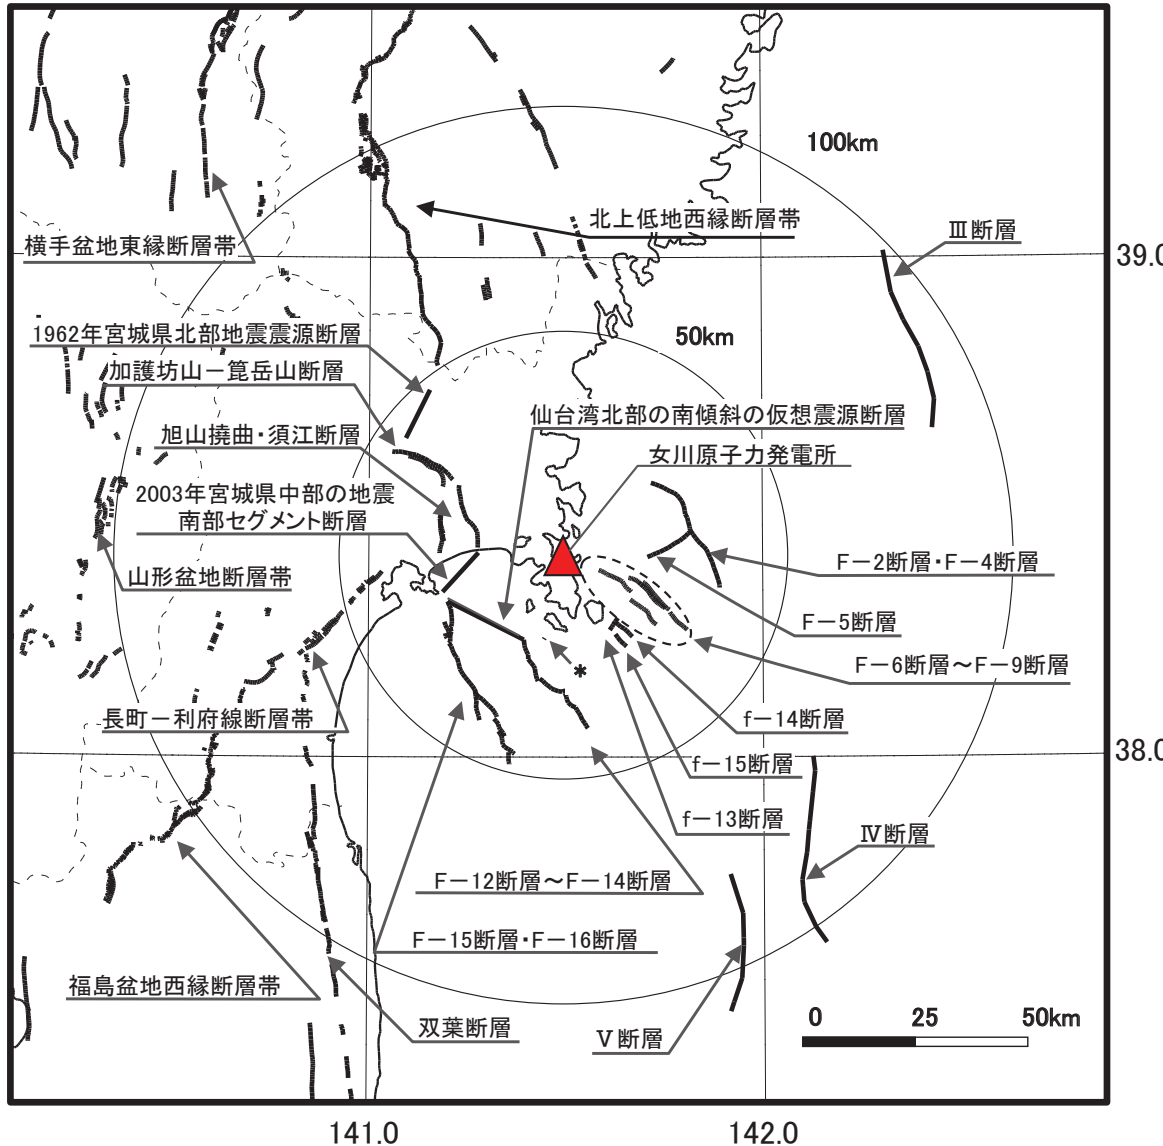 100km
北上低地西縁断層帯
Ⅲ断層
横手盆地東縁断層帯
39.0
1962年宮城県北部地震震源断層
50km
加護坊山－箟岳山断層
仙台湾北部の南傾斜の仮想震源断層
旭山撓曲・須江断層
女川原子力発電所
2003年宮城県中部の地震
南部セグメント断層
F－2断層・F－4断層
山形盆地断層帯
F－5断層
F－6断層～F－9断層
*
長町－利府線断層帯
f－14断層
38.0
f－15断層
f－13断層
Ⅳ断層
F－12断層～F－14断層
F－15断層・F－16断層
福島盆地西縁断層帯
双葉断層
Ⅴ断層
0 25 50km
141.0 142.0